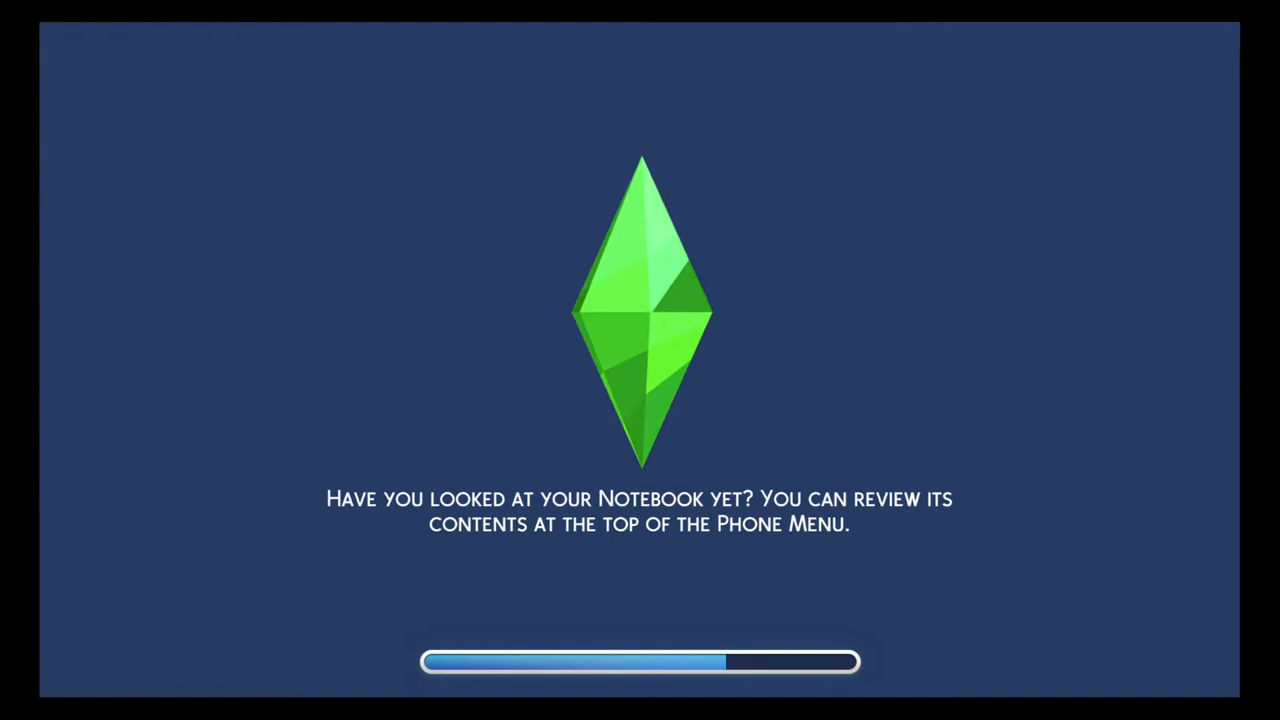 Have you looked at your Notebook yet? You can review its
contents at the top of the Phone Menu.